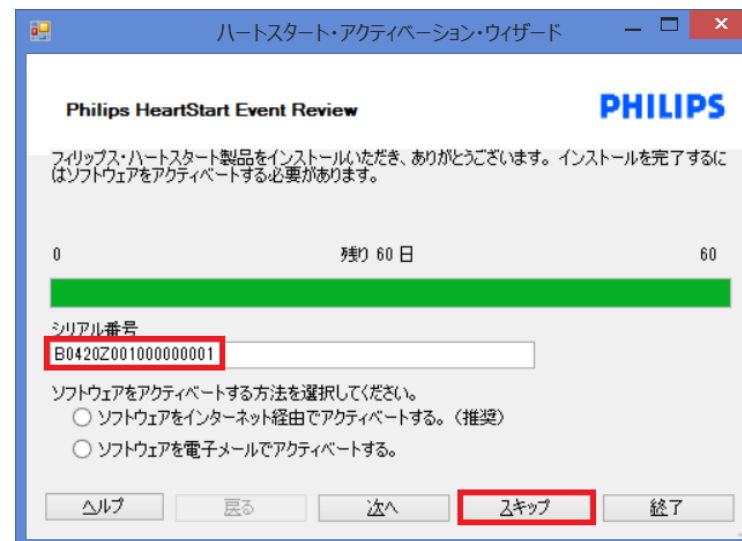 ハートスタート・アクティベーション・ウィザード
Philips HeartStart Event Review
PHILIPS
フィリップス・ハートスタート製品をインストールいただき、ありがとうございます。インストールを完了するに
はソフトウェアをアクティベートする必要があります。
0 残り 60 日 60
シリアル番号
B0420Z001000000001
ソフトウェアをアクティベートする方法を選択してください。
ソフトウェアをインターネット経由でアクティベートする。（推奨）
ソフトウェアを電子メールでアクティベートする。
ヘルプ 戻る 次へ スキップ 終了